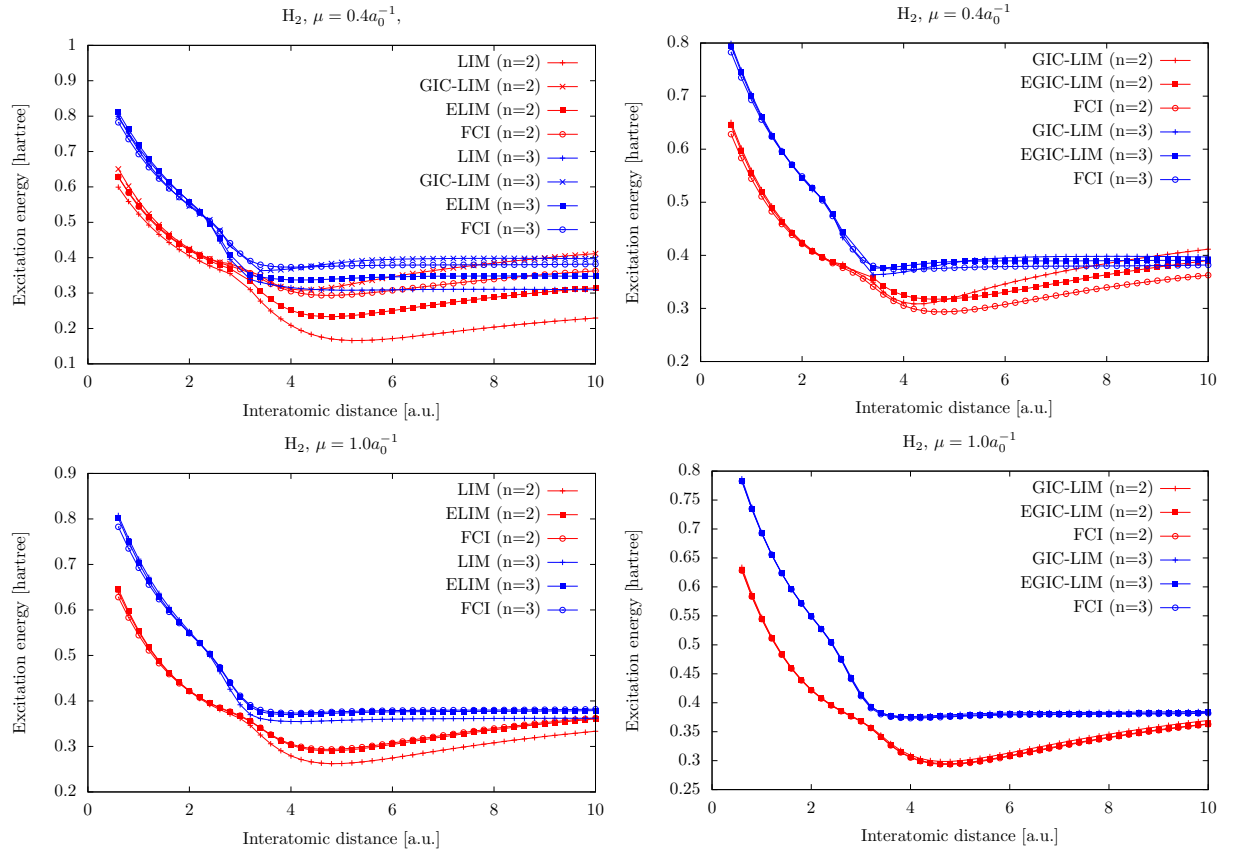 H2, μ = 0.4a0^−1,
Excitation energy [hartree]
1
0.9
0.8
0.7
0.6
0.5
0.4
0.3
0.2
0.1
0 2 4 6 8 10
Interatomic distance [a.u.]
LIM (n=2)
GIC-LIM (n=2)
ELIM (n=2)
FCI (n=2)
LIM (n=3)
GIC-LIM (n=3)
ELIM (n=3)
FCI (n=3)
H2, μ = 0.4a0^−1
Excitation energy [hartree]
0.8
0.7
0.6
0.5
0.4
0.3
0.2
0 2 4 6 8 10
Interatomic distance [a.u.]
GIC-LIM (n=2)
EGIC-LIM (n=2)
FCI (n=2)
GIC-LIM (n=3)
EGIC-LIM (n=3)
FCI (n=3)
H2, μ = 1.0a0^−1
Excitation energy [hartree]
0.9
0.8
0.7
0.6
0.5
0.4
0.3
0.2
0 2 4 6 8 10
Interatomic distance [a.u.]
LIM (n=2)
ELIM (n=2)
FCI (n=2)
LIM (n=3)
ELIM (n=3)
FCI (n=3)
H2, μ = 1.0a0^−1
Excitation energy [hartree]
0.8
0.75
0.7
0.65
0.6
0.55
0.5
0.45
0.4
0.35
0.3
0.25
0 2 4 6 8 10
Interatomic distance [a.u.]
GIC-LIM (n=2)
EGIC-LIM (n=2)
FCI (n=2)
GIC-LIM (n=3)
EGIC-LIM (n=3)
FCI (n=3)